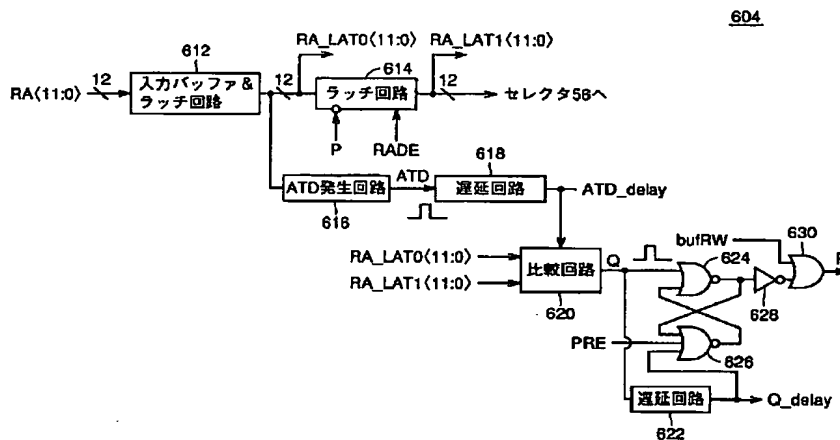 604
RA_LAT0〈11:0〉
RA_LAT1〈11:0〉
612
614
RA〈11:0〉
12
入力バッファ&
ラッチ回路
12
ラッチ回路
12
セレクタ56へ
P
RADE
618
ATD発生回路
ATD
遅延回路
ATD_delay
616
bufRW
630
RA_LAT0〈11:0〉
RA_LAT1〈11:0〉
比較回路
Q
624
620
628
PRE
626
遅延回路
Q_delay
622